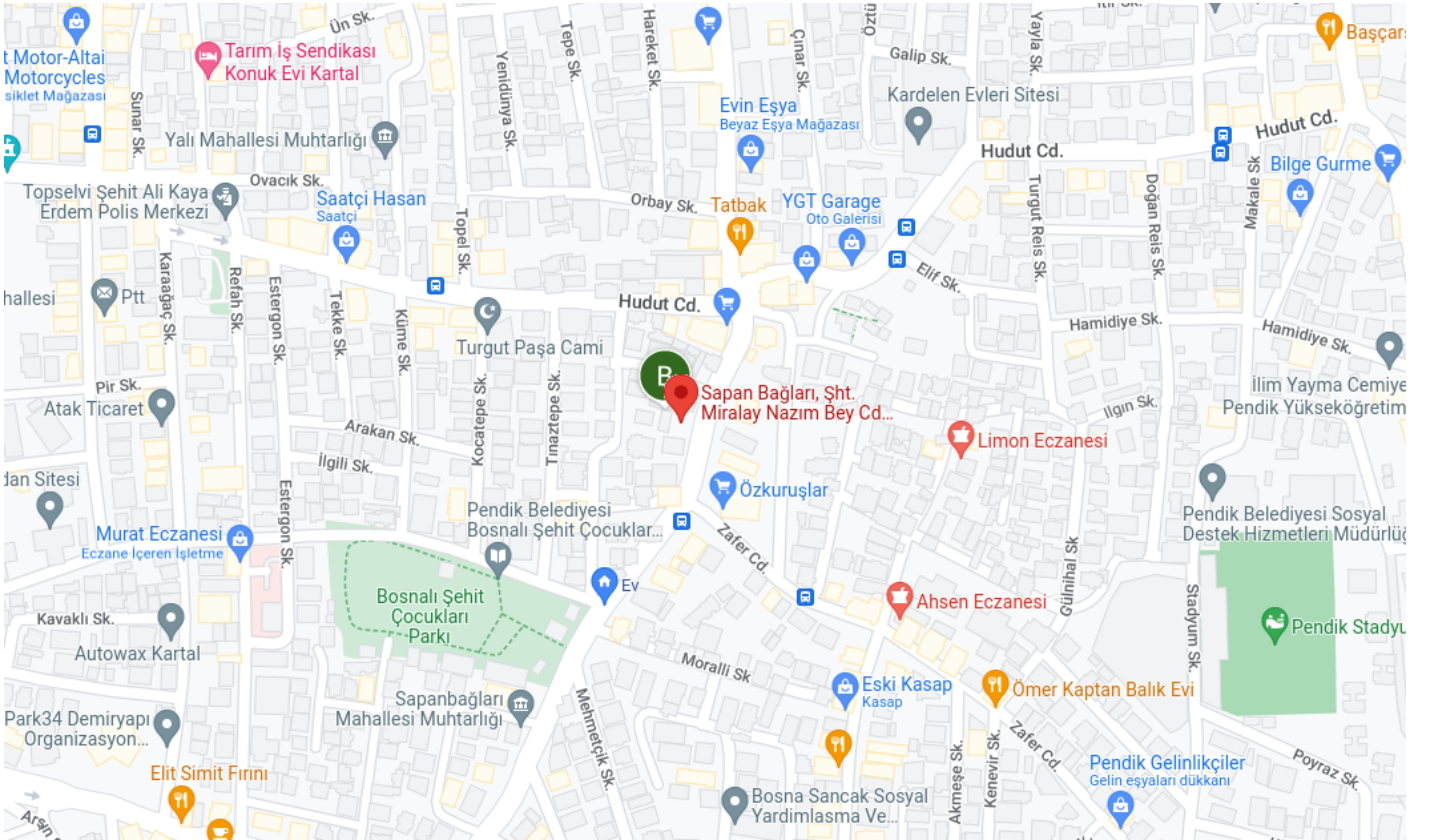 Ün Sk.
Tepe Sk.
Hareket Sk.
Çınar Sk.
Yayla Sk.
Galip Sk.
Başçar
t Motor-Altai
Motorcycles
siklet Mağazası
Tarım İş Sendikası
Konuk Evi Kartal
Sunar Sk.
Yenidünya Sk.
Evin Eşya
Beyaz Eşya Mağazası
Kardelen Evleri Sitesi
Hudut Cd.
Hudut Cd.
Yalı Mahallesi Muhtarlığı
Bilge Gurme
Ovacık Sk.
Topselvi Şehit Ali Kaya
Erdem Polis Merkezi
Saatçi Hasan
Saatçi
Orbay Sk.
Tatbak
YGT Garage
Oto Galerisi
Topel Sk.
Turgut Reis Sk.
Doğan Reis Sk.
Makale Sk
Karaağaç Sk.
Refah Sk.
Estergon Sk.
Tekke Sk.
Küme Sk.
Elif Sk.
hallesi
Ptt
Hudut Cd.
Hamidiye Sk.
Hamidiye Sk.
Turgut Paşa Cami
Pir Sk.
Atak Ticaret
B
Sapan Bağları, Şht.
Miralay Nazım Bey Cd...
İlim Yayma Cemiye
Pendik Yükseköğretim
Ilgın Sk.
Kocatepe Sk.
Tınaztepe Sk.
Arakan Sk.
İlgili Sk.
Limon Eczanesi
dan Sitesi
Estergon Sk.
Özkuruşlar
Pendik Belediyesi
Bosnalı Şehit Çocuklar...
Pendik Belediyesi Sosyal
Destek Hizmetleri Müdürlüğ
Murat Eczanesi
Eczane İçeren İşletme
Zafer Cd.
Gülnihal Sk
Ev
Bosnalı Şehit
Çocukları
Parkı
Ahsen Eczanesi
Stadyum Sk.
Pendik Stadyu
Kavaklı Sk.
Autowax Kartal
Moralli Sk
Eski Kasap
Kasap
Ömer Kaptan Balık Evi
Sapanbağları
Mahallesi Muhtarlığı
Mehmetçik Sk.
Park34 Demiryapı
Organizasyon...
Zafer Cd.
Akmeşe Sk.
Kenevir Sk.
Poyraz Sk.
Elit Simit Fırını
Pendik Gelinlikçiler
Gelin eşyaları dükkanı
Bosna Sancak Sosyal
Yardımlasma Ve...